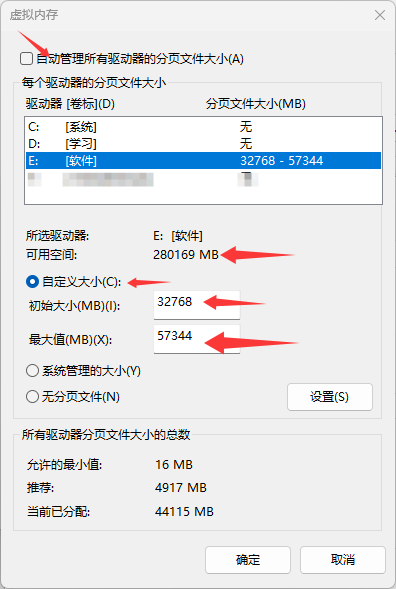 虚拟内存
自动管理所有驱动器的分页文件大小(A)
每个驱动器的分页文件大小
驱动器 [卷标](D) 分页文件大小(MB)
C: [系统] 无
D: [学习] 无
E: [软件] 32768 - 57344
所选驱动器: E: [软件]
可用空间: 280169 MB
自定义大小(C):
初始大小(MB)(I): 32768
最大值(MB)(X): 57344
系统管理的大小(Y)
无分页文件(N)
设置(S)
所有驱动器分页文件大小的总数
允许的最小值: 16 MB
推荐: 4917 MB
当前已分配: 44115 MB
确定 取消